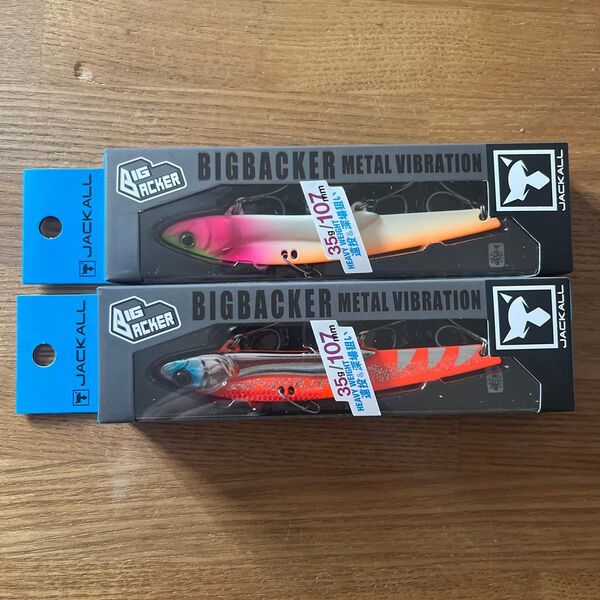 JACKALL
BIG BACKER
BIGBACKER METAL VIBRATION
35g/107mm
HEAVY WEIGHT
遠投&深場狙い
JACKALL
JACKALL
BIG BACKER
BIGBACKER METAL VIBRATION
35g/107mm
HEAVY WEIGHT
遠投&深場狙い
JACKALL